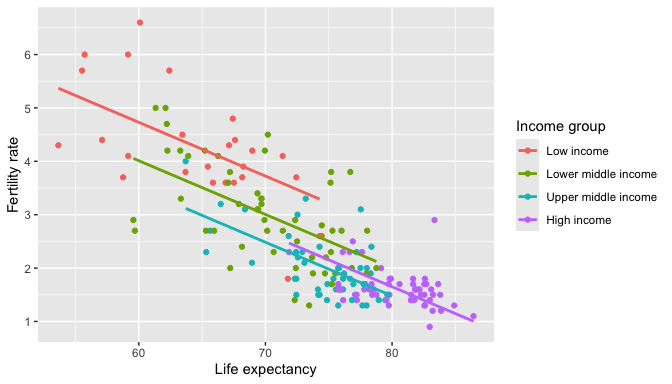 6
5
4
3
2
1
Fertility rate
60
70
80
Life expectancy
Income group
Low income
Lower middle income
Upper middle income
High income